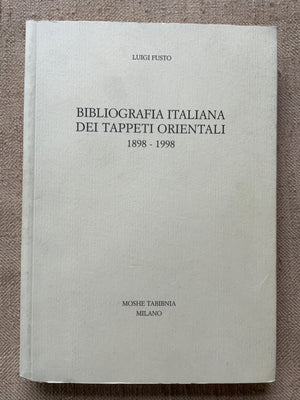 LUIGI FUSTO
BIBLIOGRAFIA ITALIANA
DEI TAPPETI ORIENTALI
1898 - 1998
MOSHE TABIBNIA
MILANO